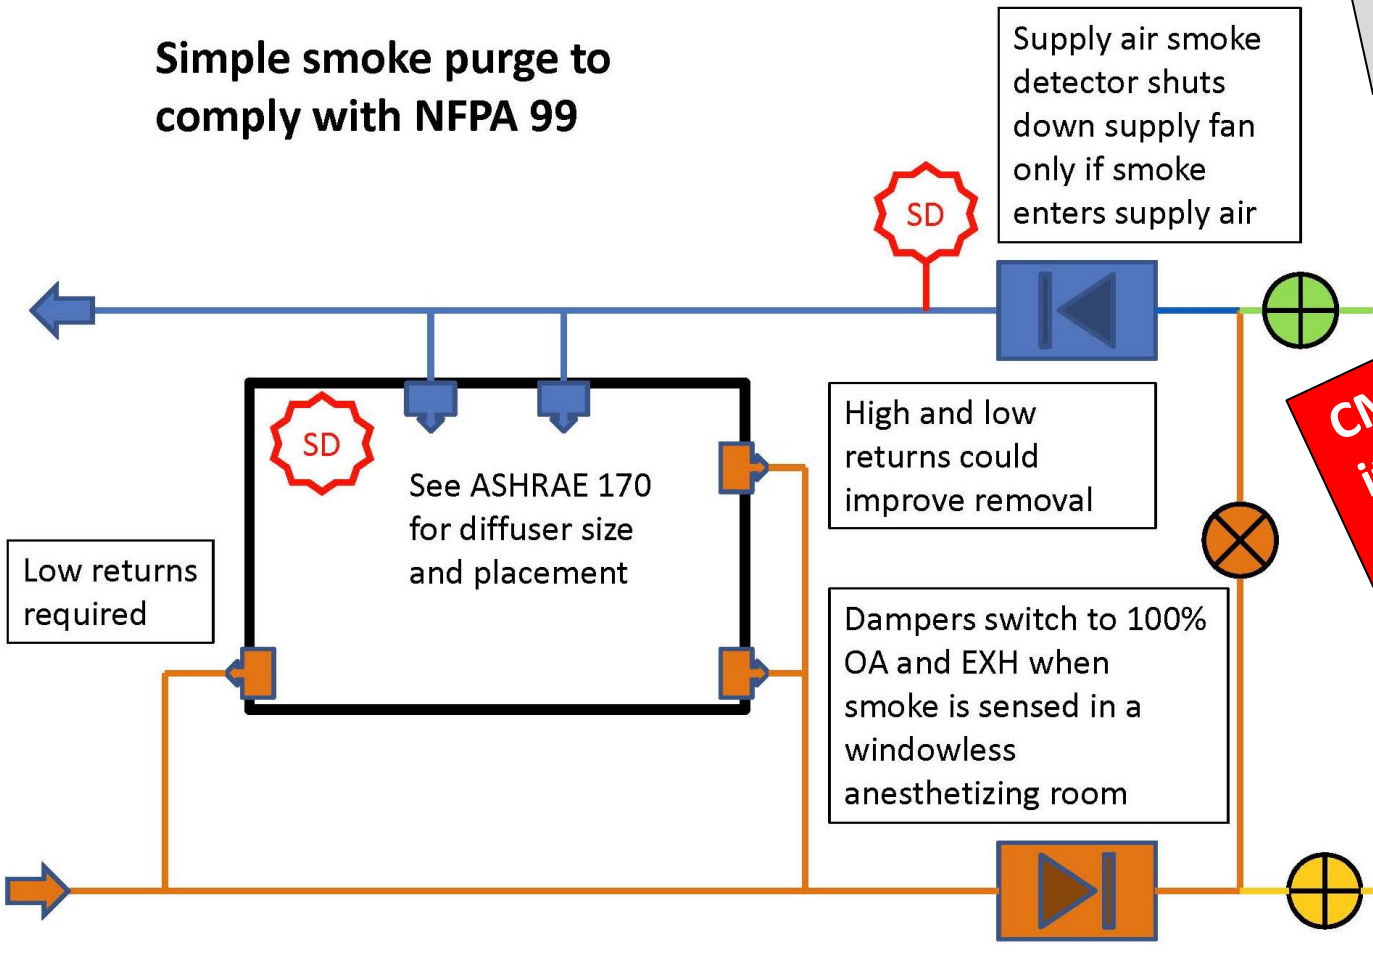 Simple smoke purge to
comply with NFPA 99
Supply air smoke
detector shuts
down supply fan
only if smoke
enters supply air
SD
SD
See ASHRAE 170
for diffuser size
and placement
High and low
returns could
improve removal
Low returns
required
Dampers switch to 100%
OA and EXH when
smoke is sensed in a
windowless
anesthetizing room